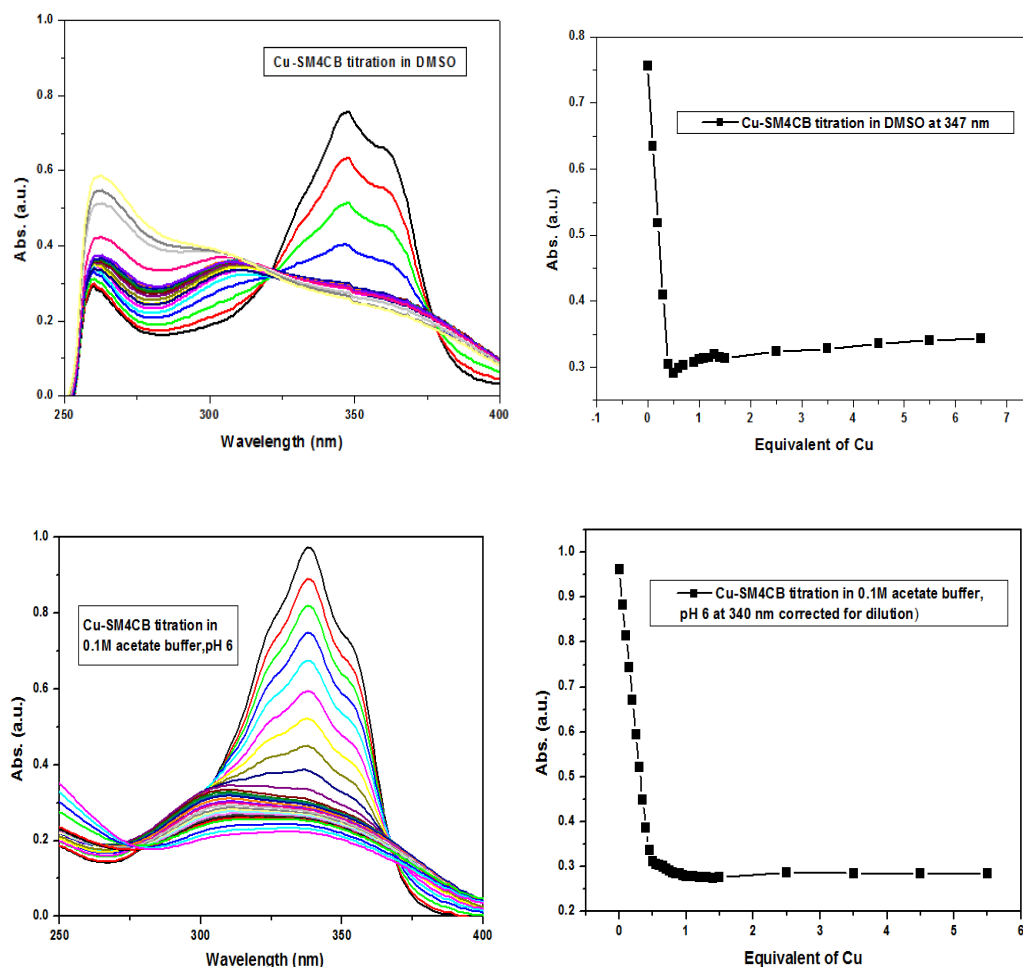 1.0
0.8
0.6
0.4
0.2
0.0
Abs. (a.u.)
Cu-SM4CB titration in DMSO
250 300 350 400
Wavelength (nm)
0.8
0.7
0.6
0.5
0.4
0.3
Abs. (a.u.)
Cu-SM4CB titration in DMSO at 347 nm
-1 0 1 2 3 4 5 6 7
Equivalent of Cu
1.0
0.8
0.6
0.4
0.2
0.0
Abs. (a.u.)
Cu-SM4CB titration in
0.1M acetate buffer,pH 6
250 300 350 400
Wavelength (nm)
1.0
0.9
0.8
0.7
0.6
0.5
0.4
0.3
0.2
Abs. (a.u.)
Cu-SM4CB titration in 0.1M acetate buffer,
pH 6 at 340 nm corrected for dilution)
0 1 2 3 4 5 6
Equivalent of Cu